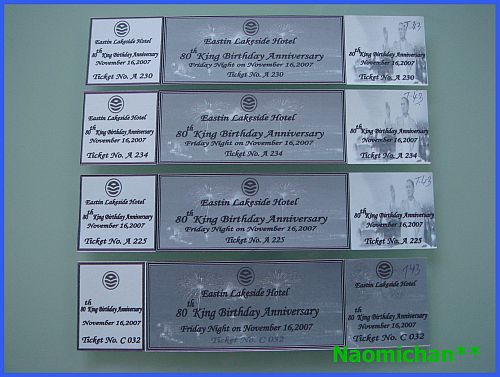 Eastin Lakeside Hotel
80th King Birthday Anniversary
November 16,2007
Ticket No. A 230
Eastin Lakeside Hotel
80th King Birthday Anniversary
Friday Night on November 16,2007
Ticket No. A 230
T.43
80th King Birthday Anniversary
November 16,2007
Ticket No. A 230
Eastin Lakeside Hotel
80th King Birthday Anniversary
November 16,2007
Ticket No. A 234
Eastin Lakeside Hotel
80th King Birthday Anniversary
Friday Night on November 16,2007
Ticket No. A 234
T.43
80th King Birthday Anniversary
November 16,2007
Ticket No. A 234
Eastin Lakeside Hotel
80th King Birthday Anniversary
November 16,2007
Ticket No. A 225
Eastin Lakeside Hotel
80th King Birthday Anniversary
Friday Night on November 16,2007
Ticket No. A 225
T.43
80th King Birthday Anniversary
November 16,2007
Ticket No. A 225
Eastin Lakeside Hotel
80th King Birthday Anniversary
November 16,2007
Ticket No. C 032
Eastin Lakeside Hotel
80th King Birthday Anniversary
Friday Night on November 16,2007
Ticket No. C 032
T43
80th King Birthday Anniversary
November 16,2007
Ticket No. C 032
Naomichan**